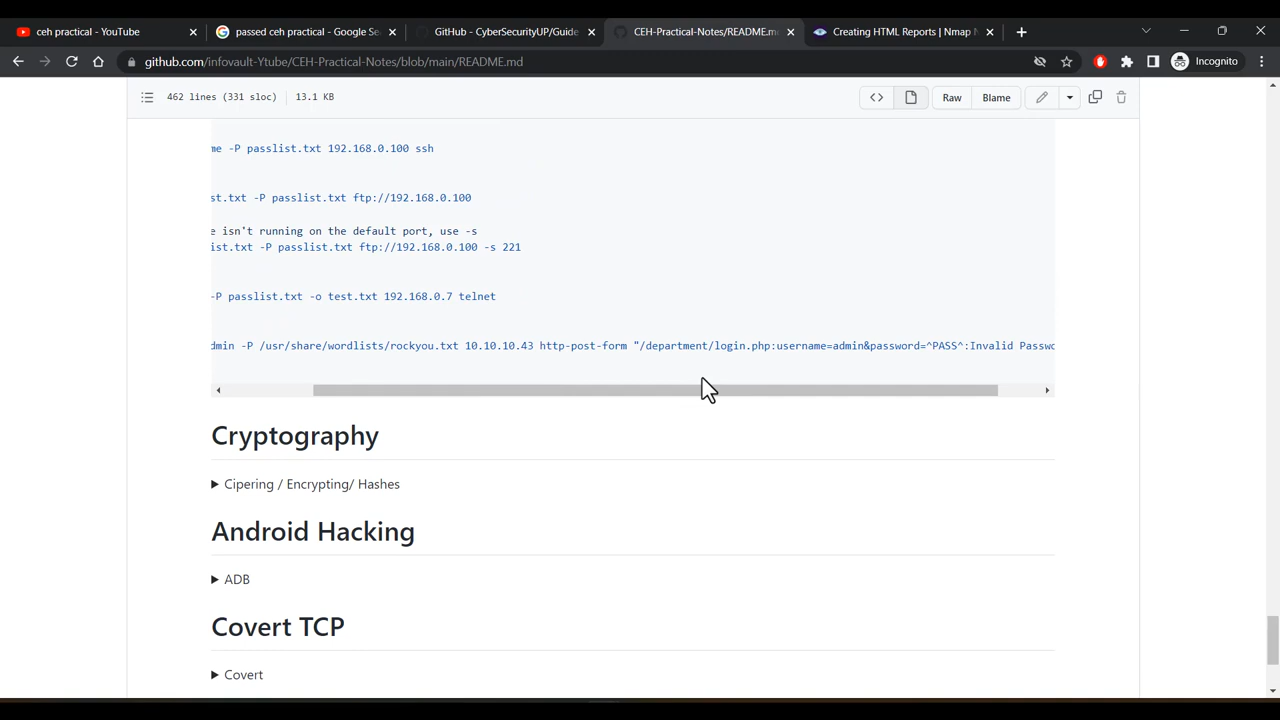 ceh practical - YouTube
passed ceh practical - Google Se
GitHub - CyberSecurityUP/Guide
CEH-Practical-Notes/README.m
Creating HTML Reports | Nmap N
github.com/infovault-Ytube/CEH-Practical-Notes/blob/main/README.md
Incognito
462 lines (331 sloc)
13.1 KB
Raw
Blame
me -P passlist.txt 192.168.0.100 ssh
st.txt -P passlist.txt ftp://192.168.0.100
e isn't running on the default port, use -s
ist.txt -P passlist.txt ftp://192.168.0.100 -s 221
-P passlist.txt -o test.txt 192.168.0.7 telnet
dmin -P /usr/share/wordlists/rockyou.txt 10.10.10.43 http-post-form “/department/login.php:username=admin&password=^PASS^:Invalid Passwo
Cryptography
Cipering / Encrypting/ Hashes
Android Hacking
ADB
Covert TCP
Covert